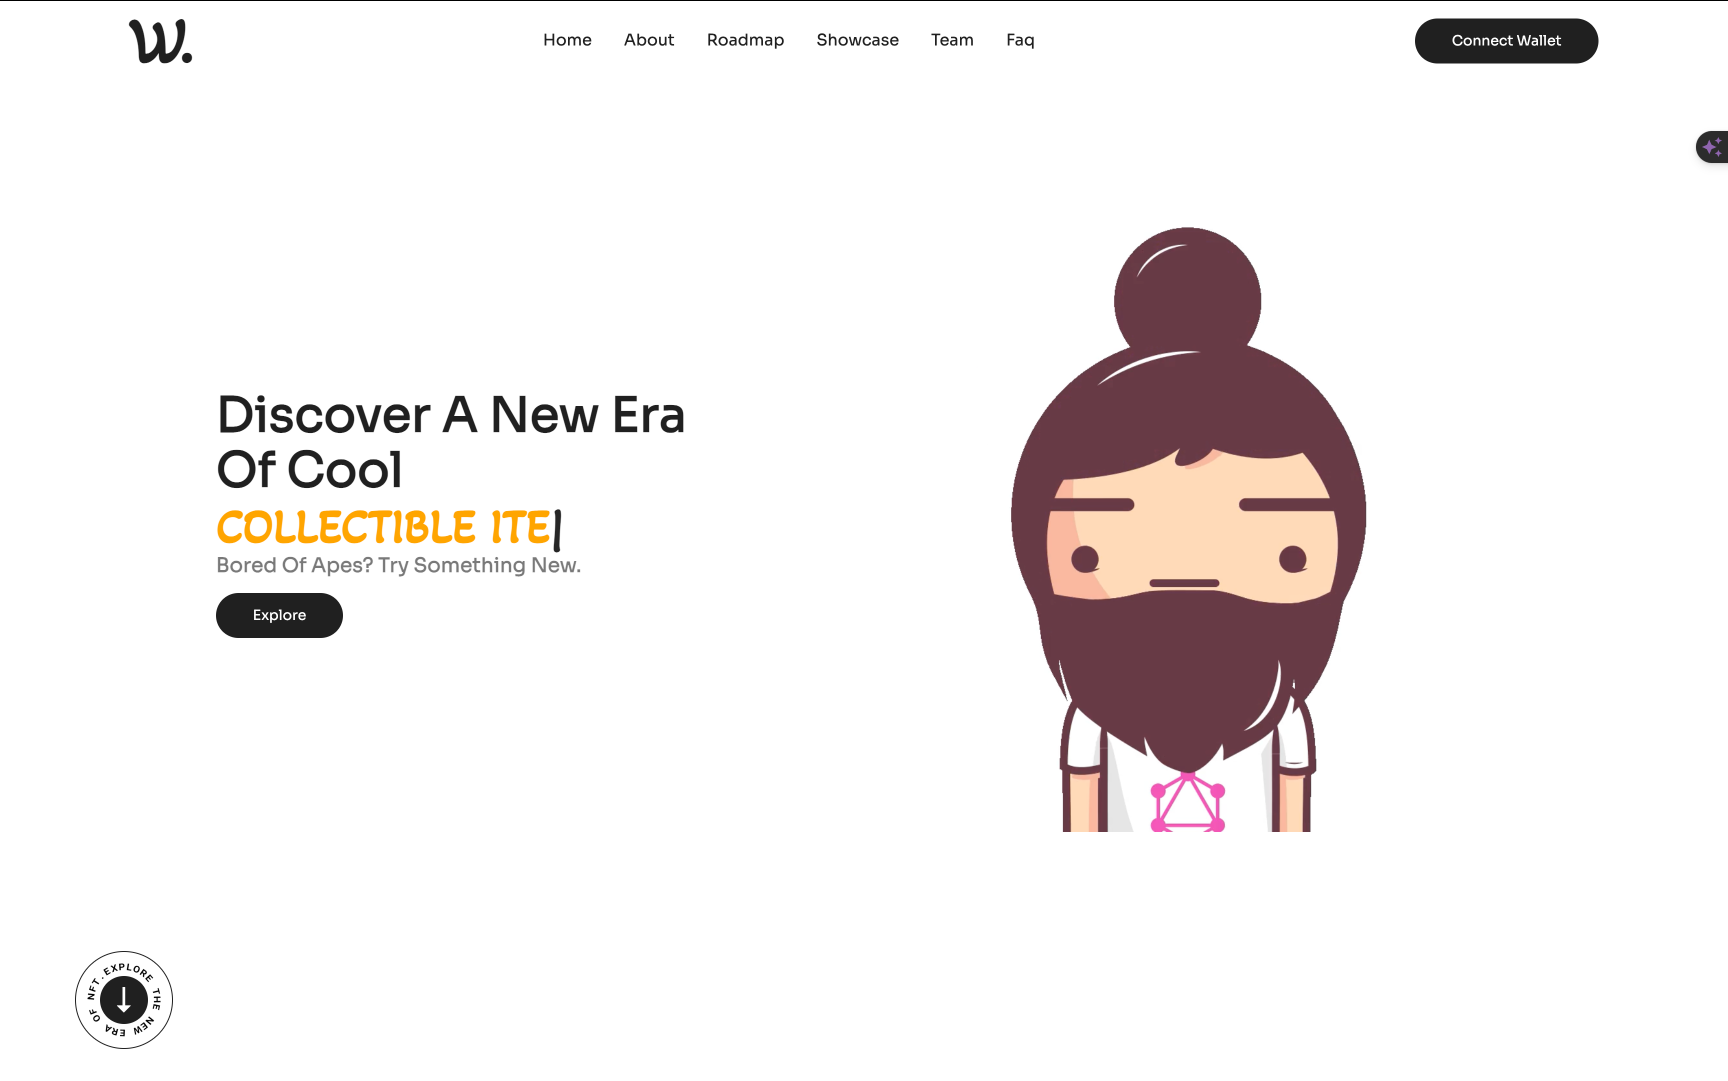 W.
Home
About
Roadmap
Showcase
Team
Faq
Connect Wallet
Discover A New Era
Of Cool
COLLECTIBLE ITE|
Bored Of Apes? Try Something New.
Explore
EXPLORE THE NEW ERA OF NFT.